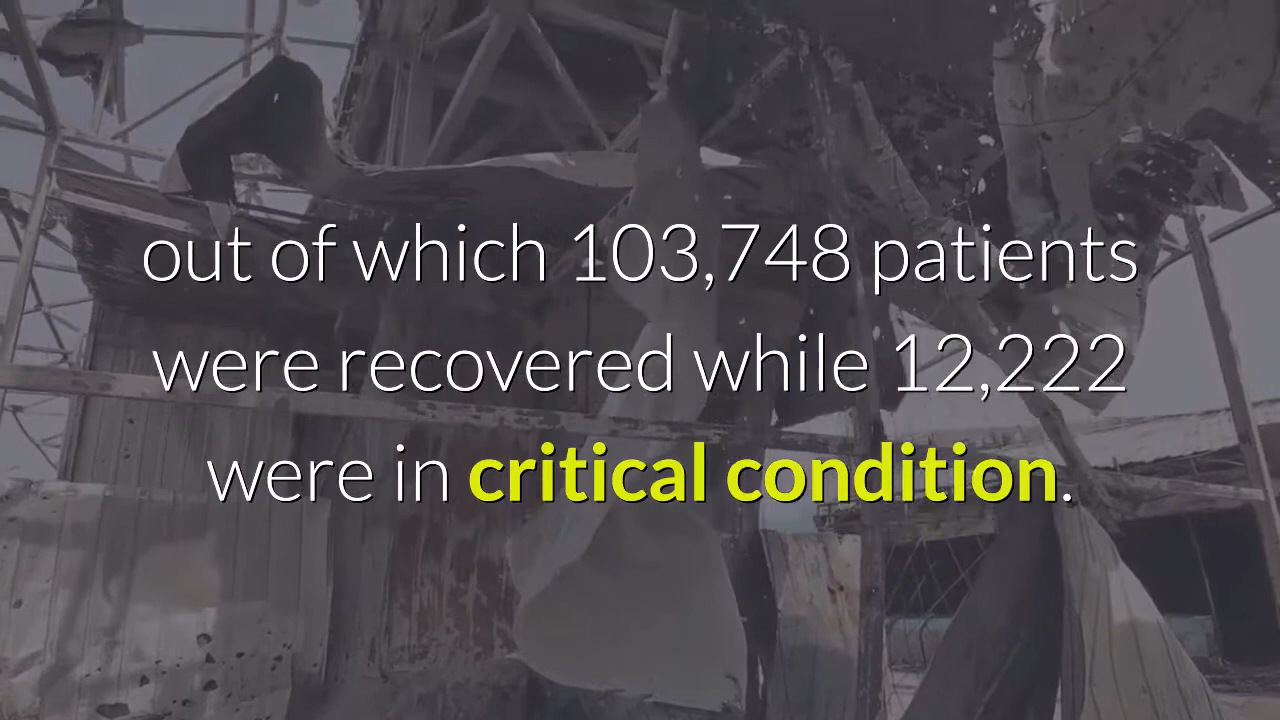 out of which 103,748 patients
were recovered while 12,222
were in critical condition.